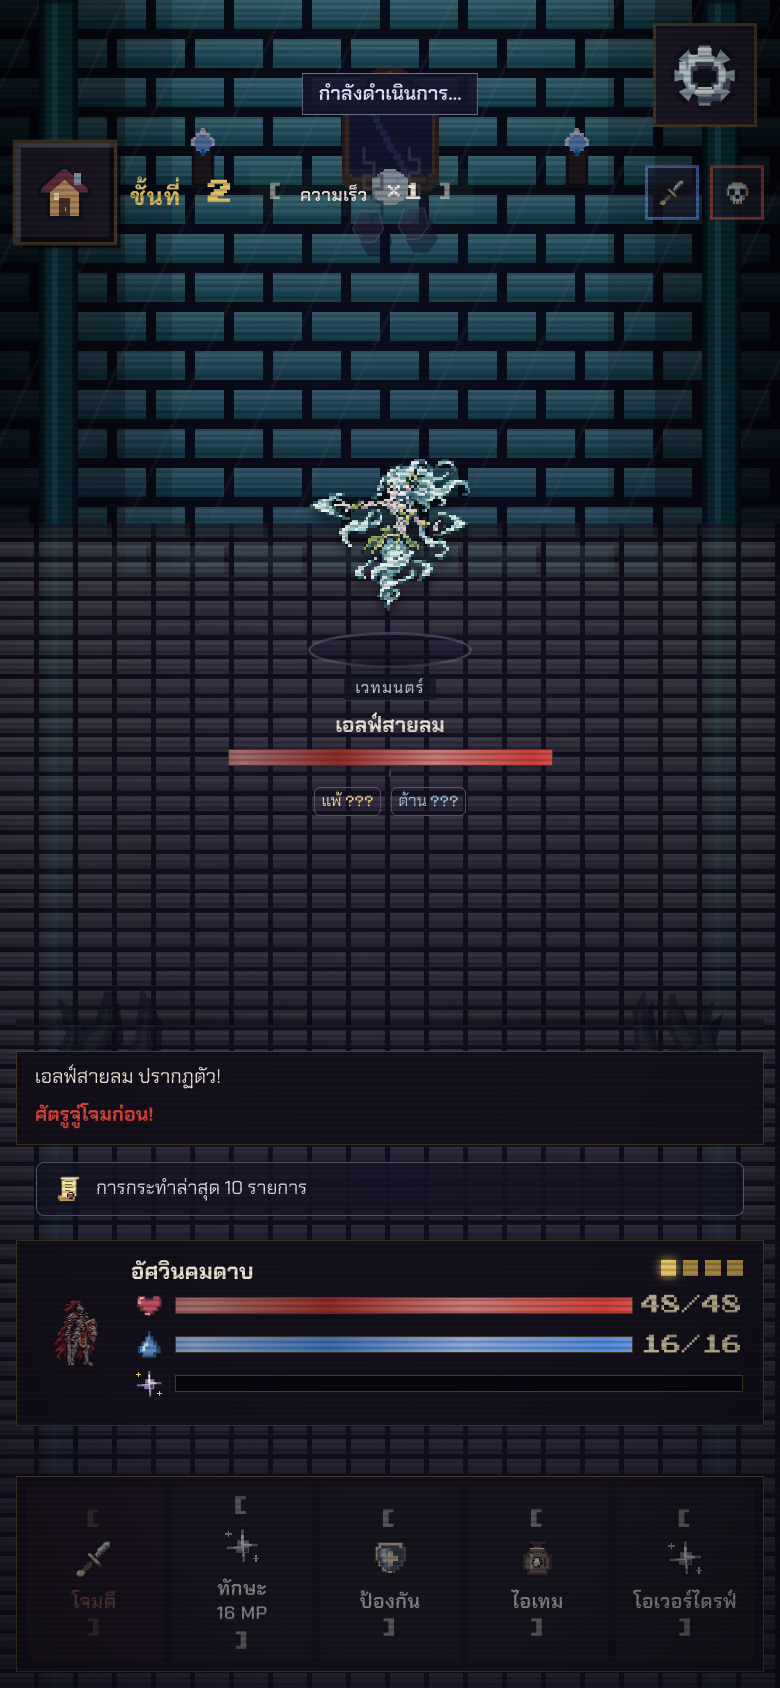 กำลังดำเนินการ...
ชั้นที่ 2 [ ความเร็ว ×1 ]
เวทมนตร์
เอลฟ์สายลม
แพ้ ??? ต้าน ???
เอลฟ์สายลม ปรากฏตัว!
ศัตรูจู่โจมก่อน!
การกระทำล่าสุด 10 รายการ
อัศวินคมดาบ
48/48
16/16
[ โจมตี ]
[ ทักษะ
16 MP ]
[ ป้องกัน ]
[ ไอเทม ]
[ โอเวอร์ไดรฟ์ ]